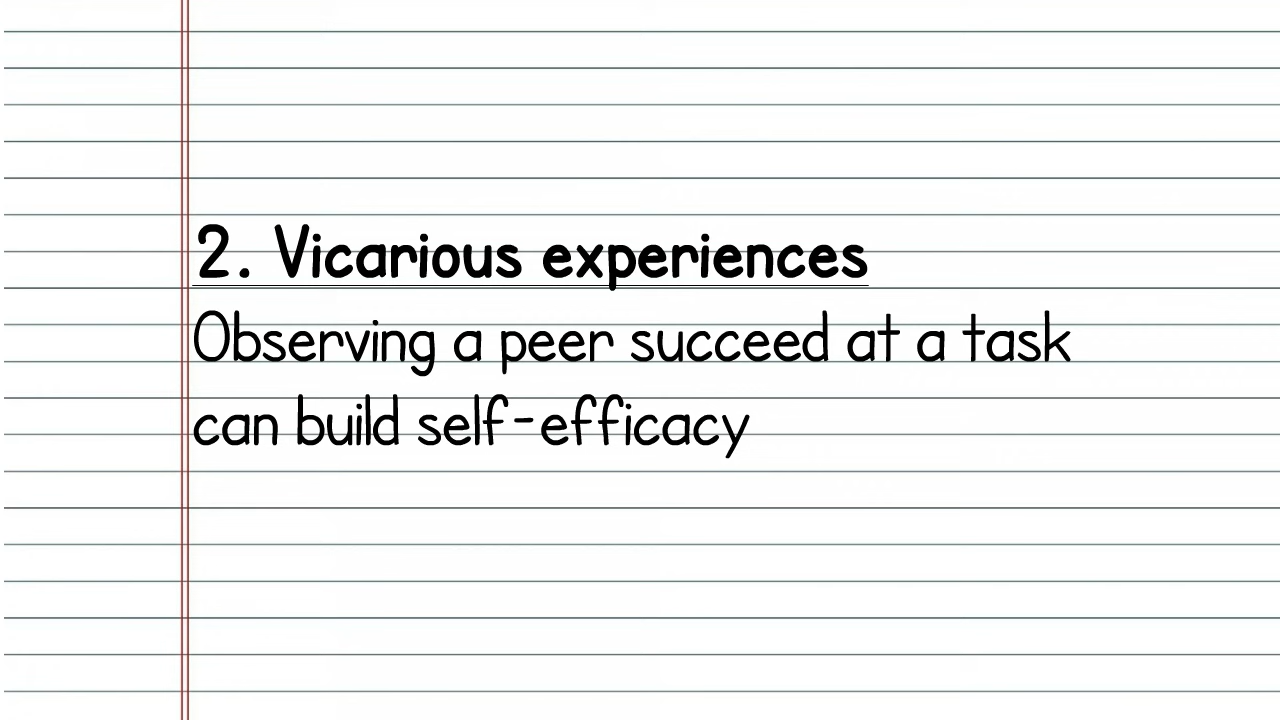 2. Vicarious experiences
Observing a peer succeed at a task
can build self-efficacy